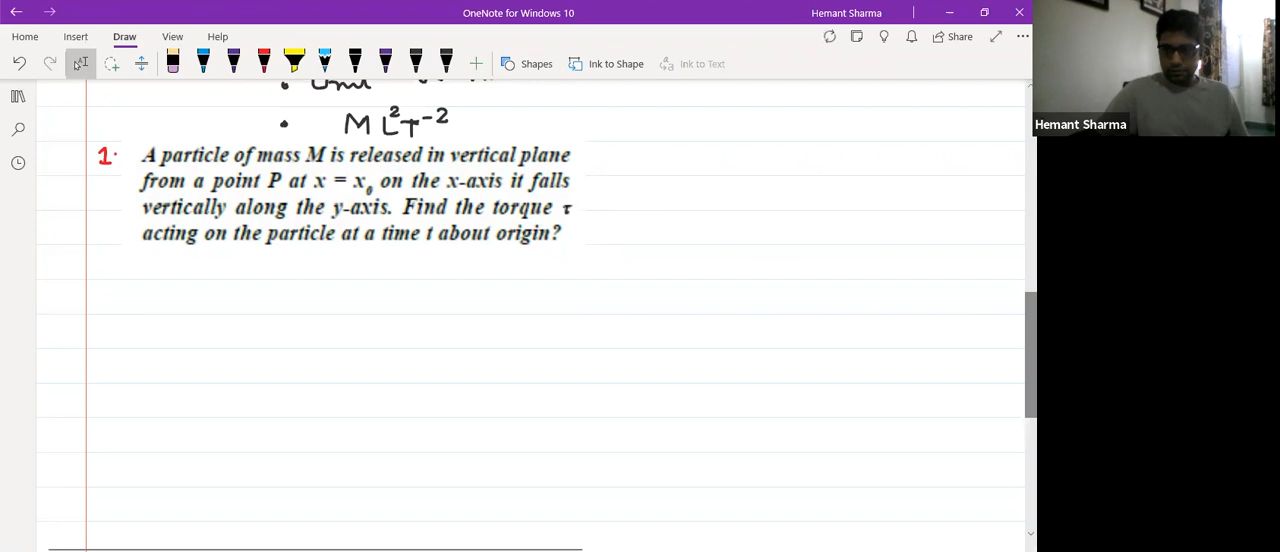 OneNote for Windows 10
Hemant Sharma
Home Insert Draw View Help
Share
Shapes
Ink to Shape
Ink to Text
M L² T⁻²
1. A particle of mass M is released in vertical plane
from a point P at x = x₀ on the x-axis it falls
vertically along the y-axis. Find the torque τ
acting on the particle at a time t about origin?
Hemant Sharma